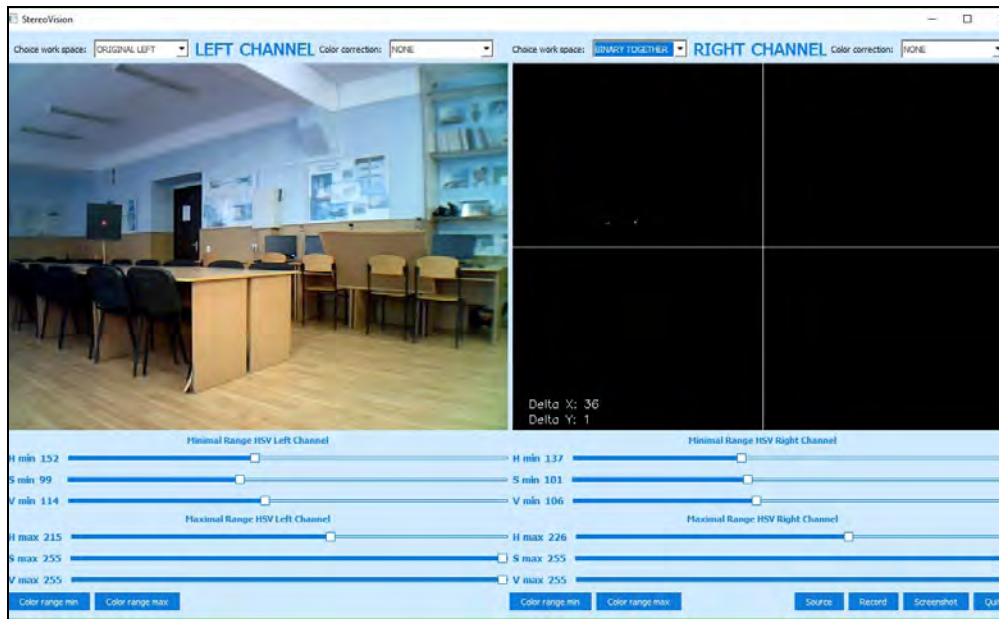 StereoVision
Choice work space: ORIGINAL LEFT LEFT CHANNEL Color correction: NONE
Choice work space: BINARY TOGETHER RIGHT CHANNEL Color correction: NONE
Delta X: 36
Delta Y: 1
Minimal Range HSV Left Channel
H min 152
S min 99
V min 114
Maximal Range HSV Left Channel
H max 215
S max 255
V max 255
Color range min Color range max
Minimal Range HSV Right Channel
H min 137
S min 101
V min 106
Maximal Range HSV Right Channel
H max 226
S max 255
V max 255
Color range min Color range max Source Record Screenshot Qu